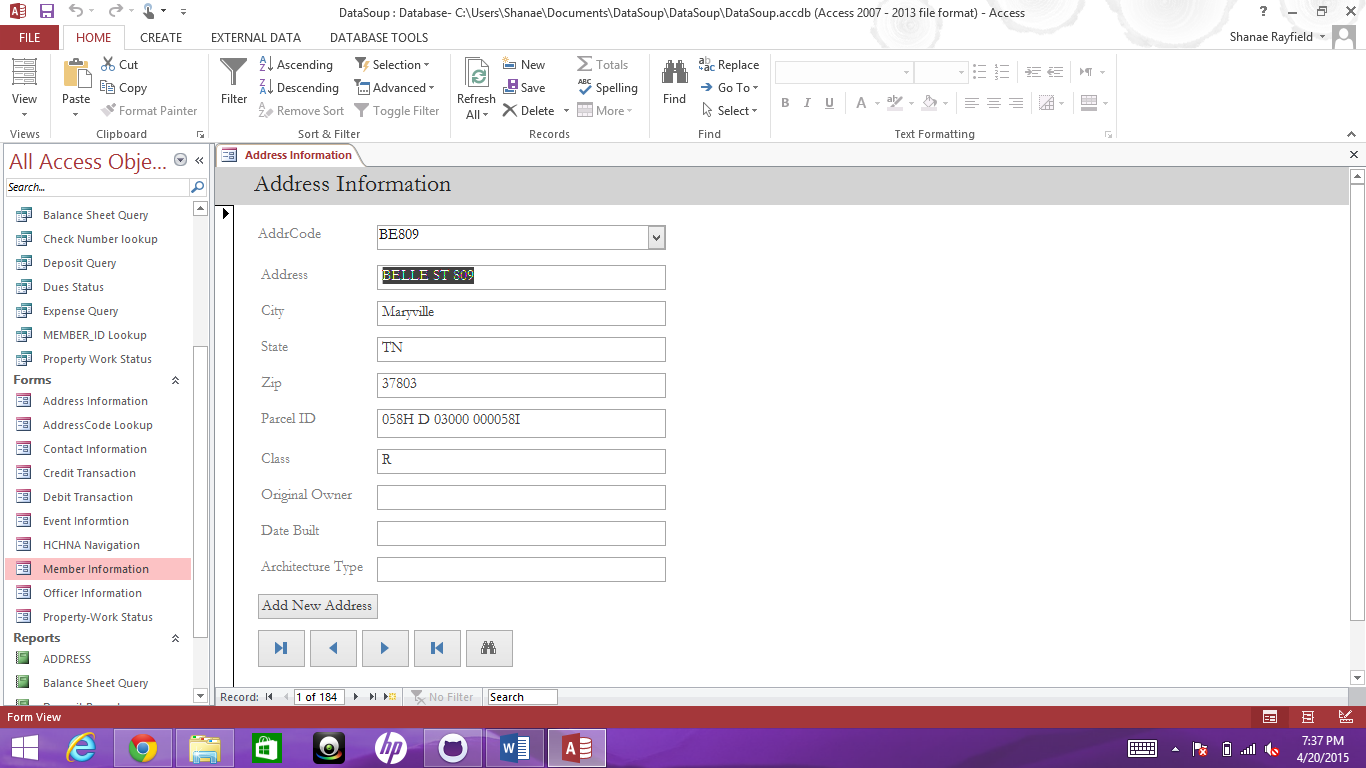 DataSoup : Database- C:\Users\Shanae\Documents\DataSoup\DataSoup\DataSoup.accdb (Access 2007 - 2013 file format) - Access
FILE HOME CREATE EXTERNAL DATA DATABASE TOOLS Shanae Rayfield
View
Views
Paste
Cut
Copy
Format Painter
Clipboard
Filter
Ascending
Descending
Remove Sort
Selection
Advanced
Toggle Filter
Sort & Filter
Refresh
All
New
Save
Delete
Totals
Spelling
More
Records
Find
Replace
Go To
Select
Find
B I U A
Text Formatting
All Access Obje...
Search...
Balance Sheet Query
Check Number lookup
Deposit Query
Dues Status
Expense Query
MEMBER_ID Lookup
Property Work Status
Forms
Address Information
AddressCode Lookup
Contact Information
Credit Transaction
Debit Transaction
Event Informtion
HCHNA Navigation
Member Information
Officer Information
Property-Work Status
Reports
ADDRESS
Balance Sheet Query
Address Information
Address Information
AddrCode BE809
Address BELLE ST 809
City Maryville
State TN
Zip 37803
Parcel ID 058H D 03000 000058I
Class R
Original Owner
Date Built
Architecture Type
Add New Address
Record: 1 of 184 No Filter Search
Form View
7:37 PM
4/20/2015